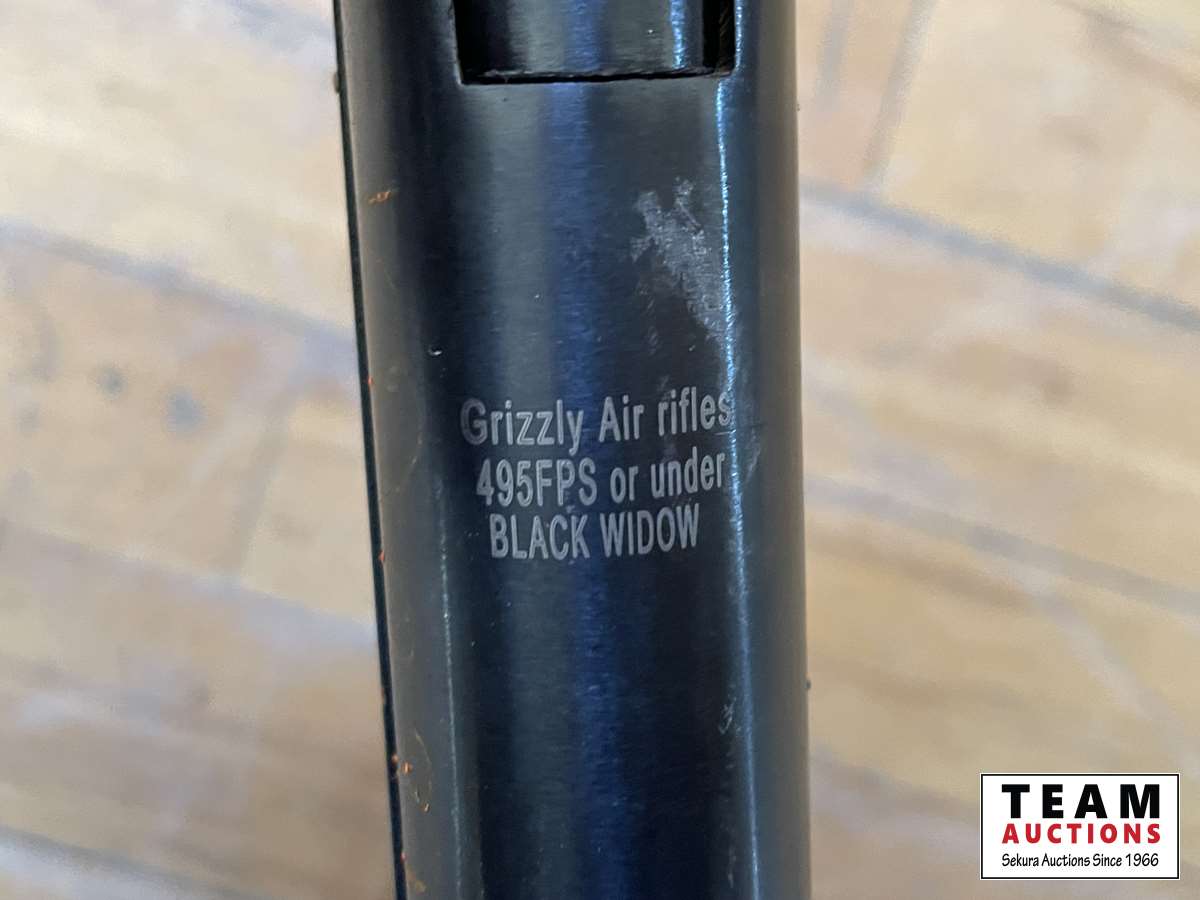 Grizzly Air rifles
495FPS or under
BLACK WIDOW
TEAM
AUCTIONS
Sekura Auctions Since 1966